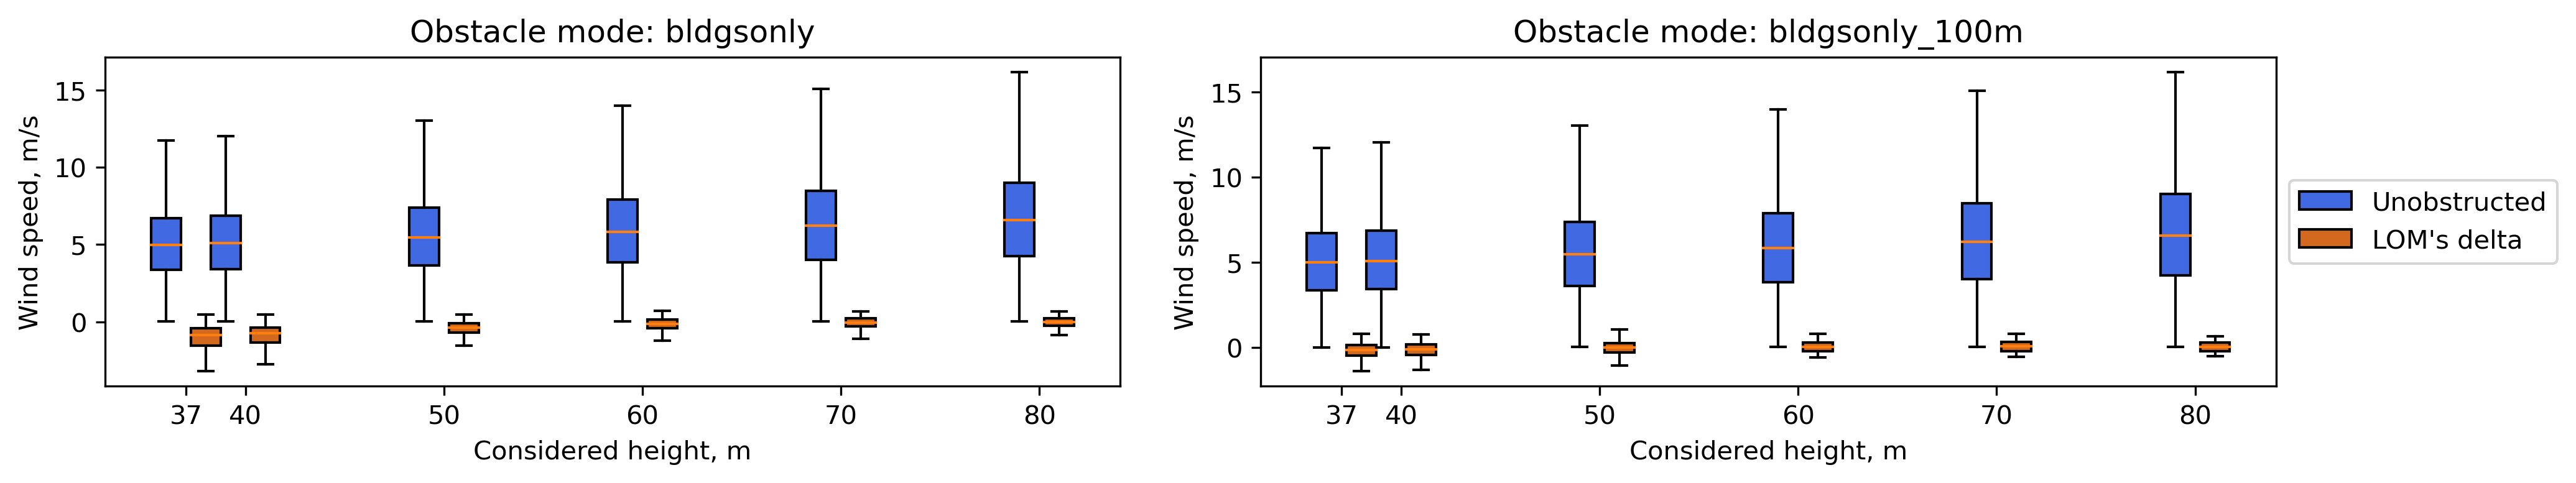 Obstacle mode: bldgsonly
Wind speed, m/s
15
10
5
0
37 40 50 60 70 80
Considered height, m
Obstacle mode: bldgsonly_100m
Wind speed, m/s
15
10
5
0
37 40 50 60 70 80
Considered height, m
Unobstructed
LOM's delta